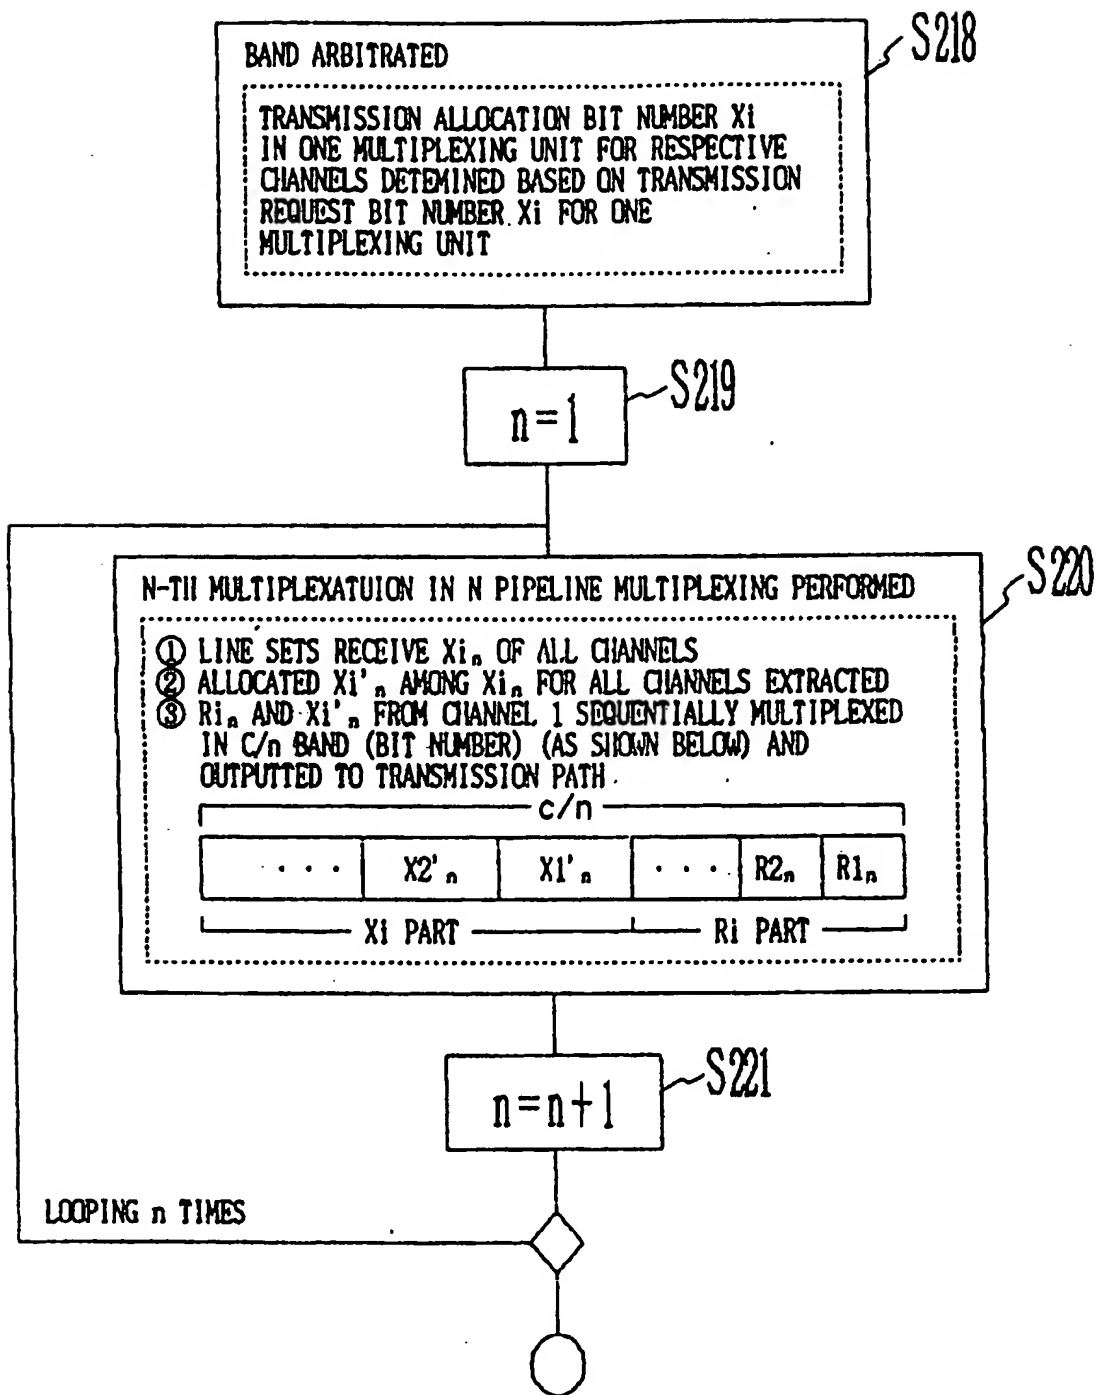 S218
BAND ARBITRATED
TRANSMISSION ALLOCATION BIT NUMBER Xi
IN ONE MULTIPLEXING UNIT FOR RESPECTIVE
CHANNELS DETEMINED BASED ON TRANSMISSION
REQUEST BIT NUMBER Xi FOR ONE
MULTIPLEXING UNIT
S219
n=1
S220
N-TH MULTIPLEXATUION IN N PIPELINE MULTIPLEXING PERFORMED
① LINE SETS RECEIVE Xiₙ OF ALL CHANNELS
② ALLOCATED Xi'ₙ AMONG Xiₙ FOR ALL CHANNELS EXTRACTED
③ Riₙ AND Xi'ₙ FROM CHANNEL 1 SEQUENTIALLY MULTIPLEXED
IN C/n BAND (BIT NUMBER) (AS SHOWN BELOW) AND
OUTPUTTED TO TRANSMISSION PATH
c/n
... X2'ₙ X1'ₙ ... R2ₙ R1ₙ
Xi PART Ri PART
S221
n=n+1
LOOPING n TIMES